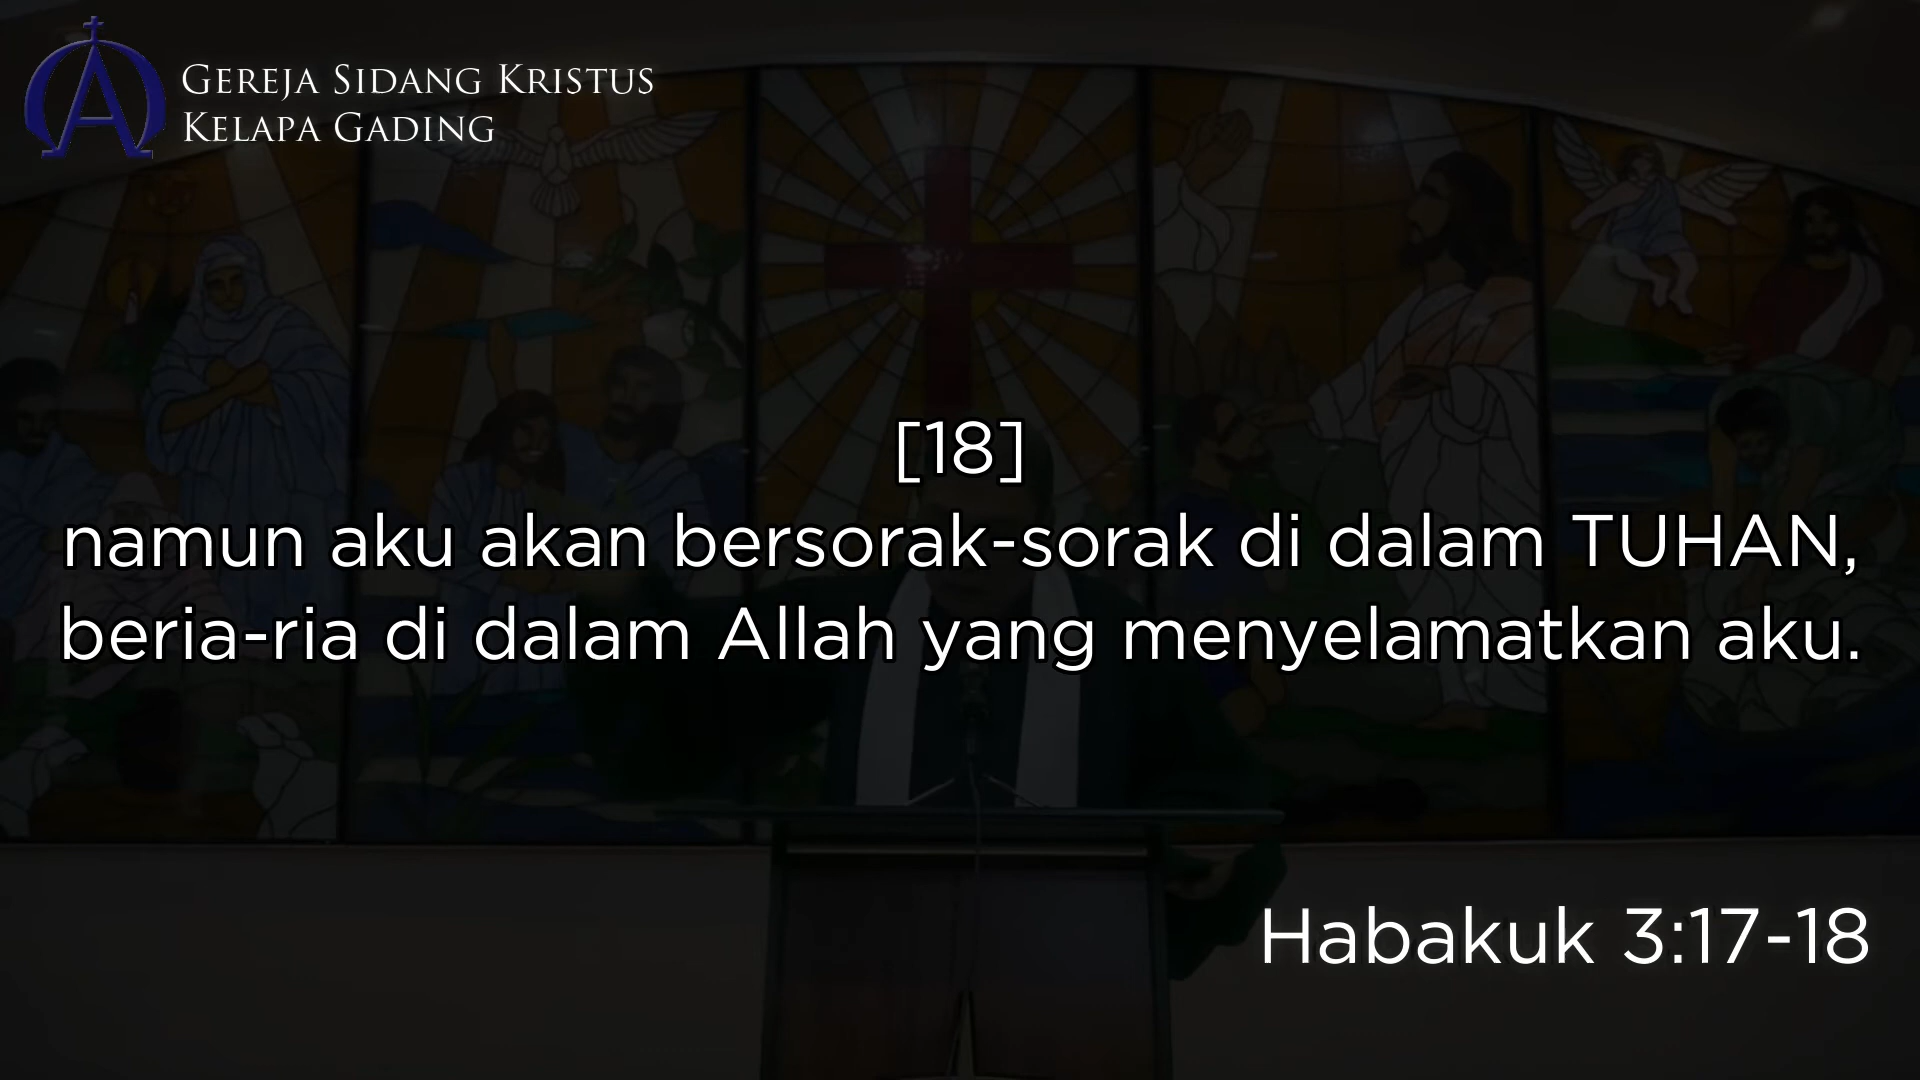 Gereja Sidang Kristus
Kelapa Gading
[18]
namun aku akan bersorak-sorak di dalam TUHAN,
beria-ria di dalam Allah yang menyelamatkan aku.
Habakuk 3:17-18